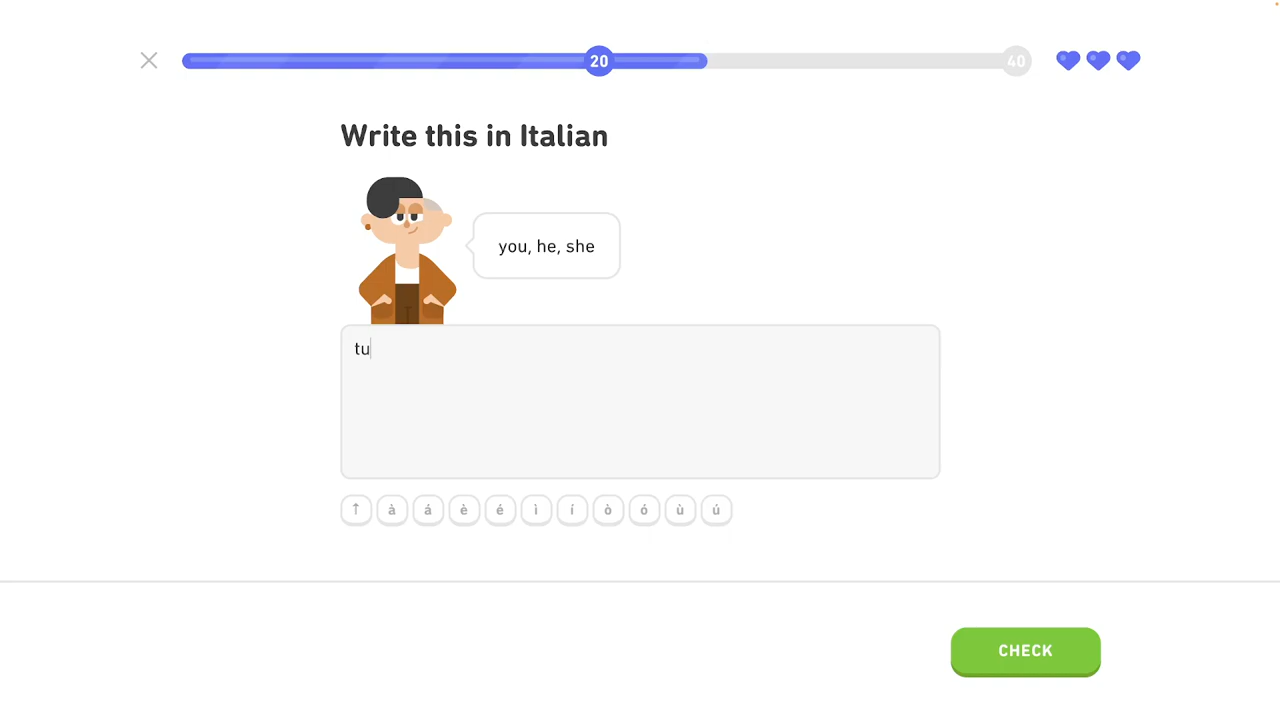 20
40
Write this in Italian
you, he, she
tu
↑ à á è é ì í ò ó ù ú
CHECK